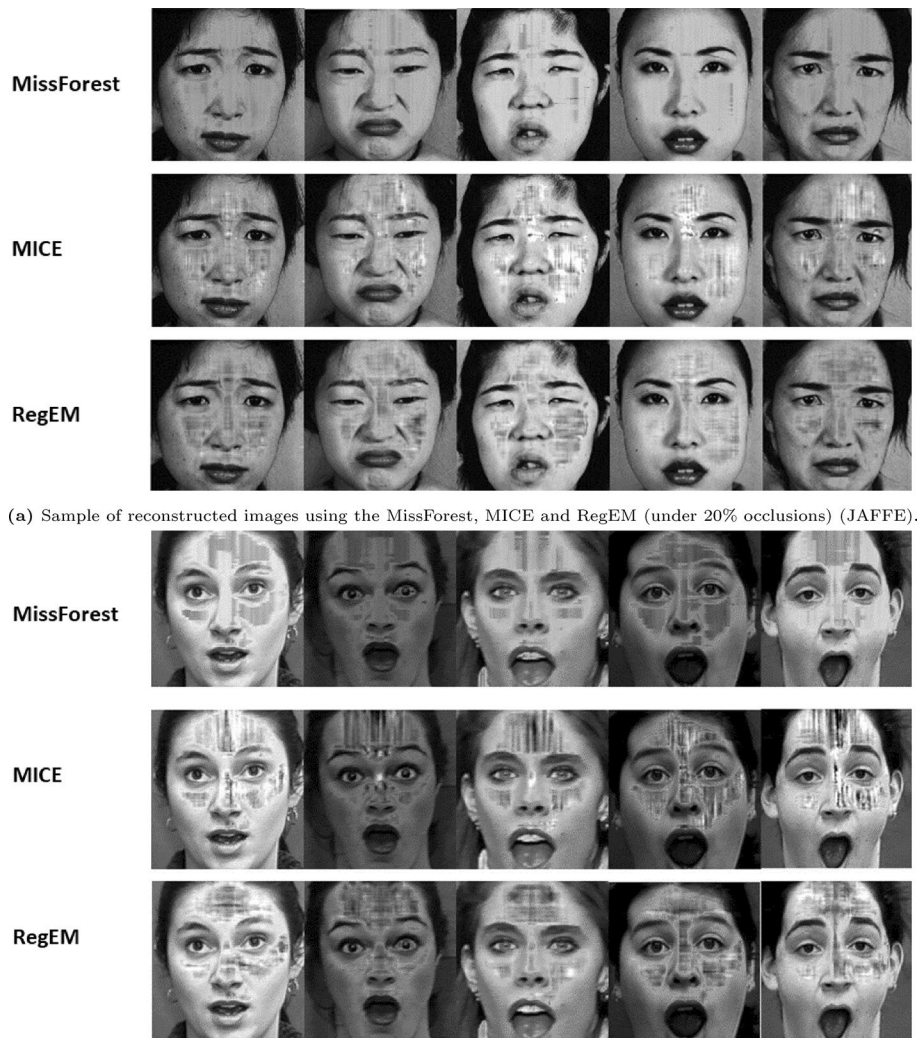 MissForest
MICE
RegEM
(a) Sample of reconstructed images using the MissForest, MICE and RegEM (under 20% occlusions) (JAFFE).
MissForest
MICE
RegEM